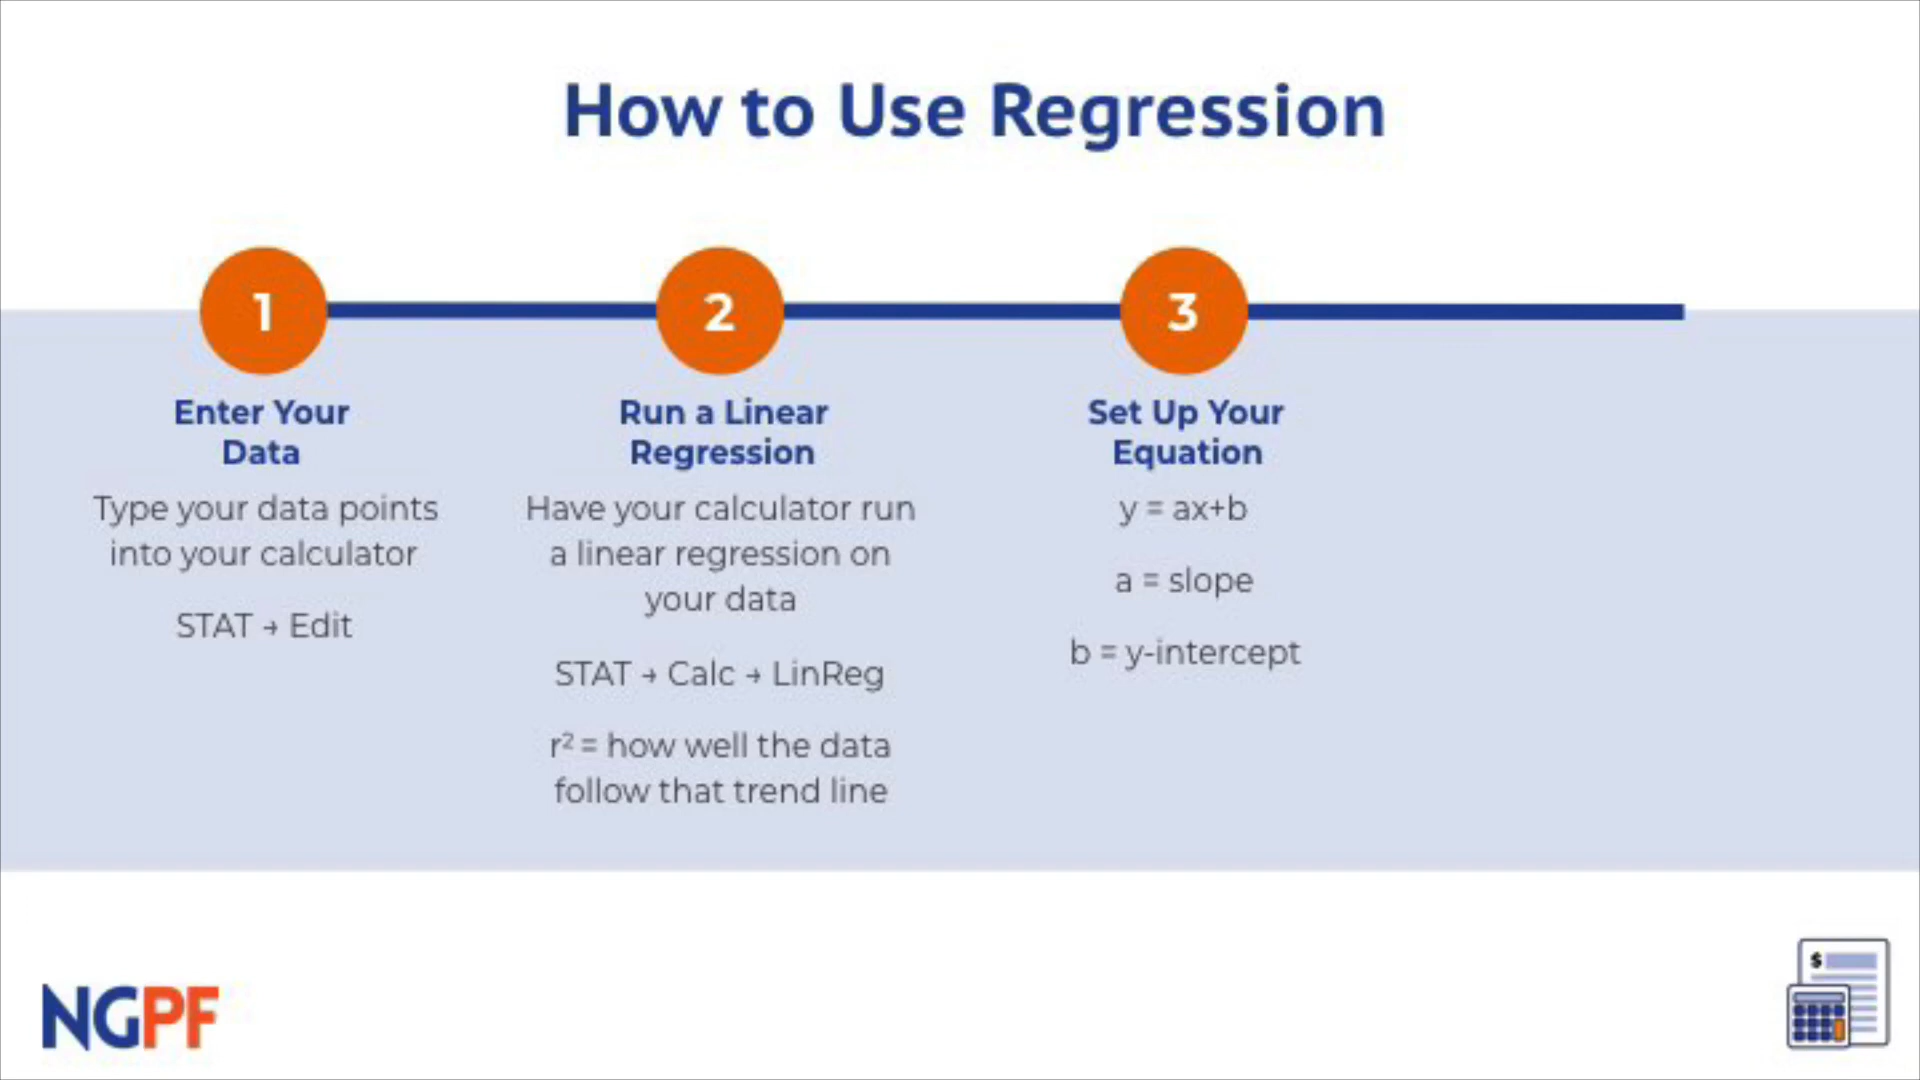 How to Use Regression
1
Enter Your
Data
Type your data points
into your calculator
STAT → Edit
2
Run a Linear
Regression
Have your calculator run
a linear regression on
your data
STAT → Calc → LinReg
r² = how well the data
follow that trend line
3
Set Up Your
Equation
y = ax+b
a = slope
b = y-intercept
NGPF
$